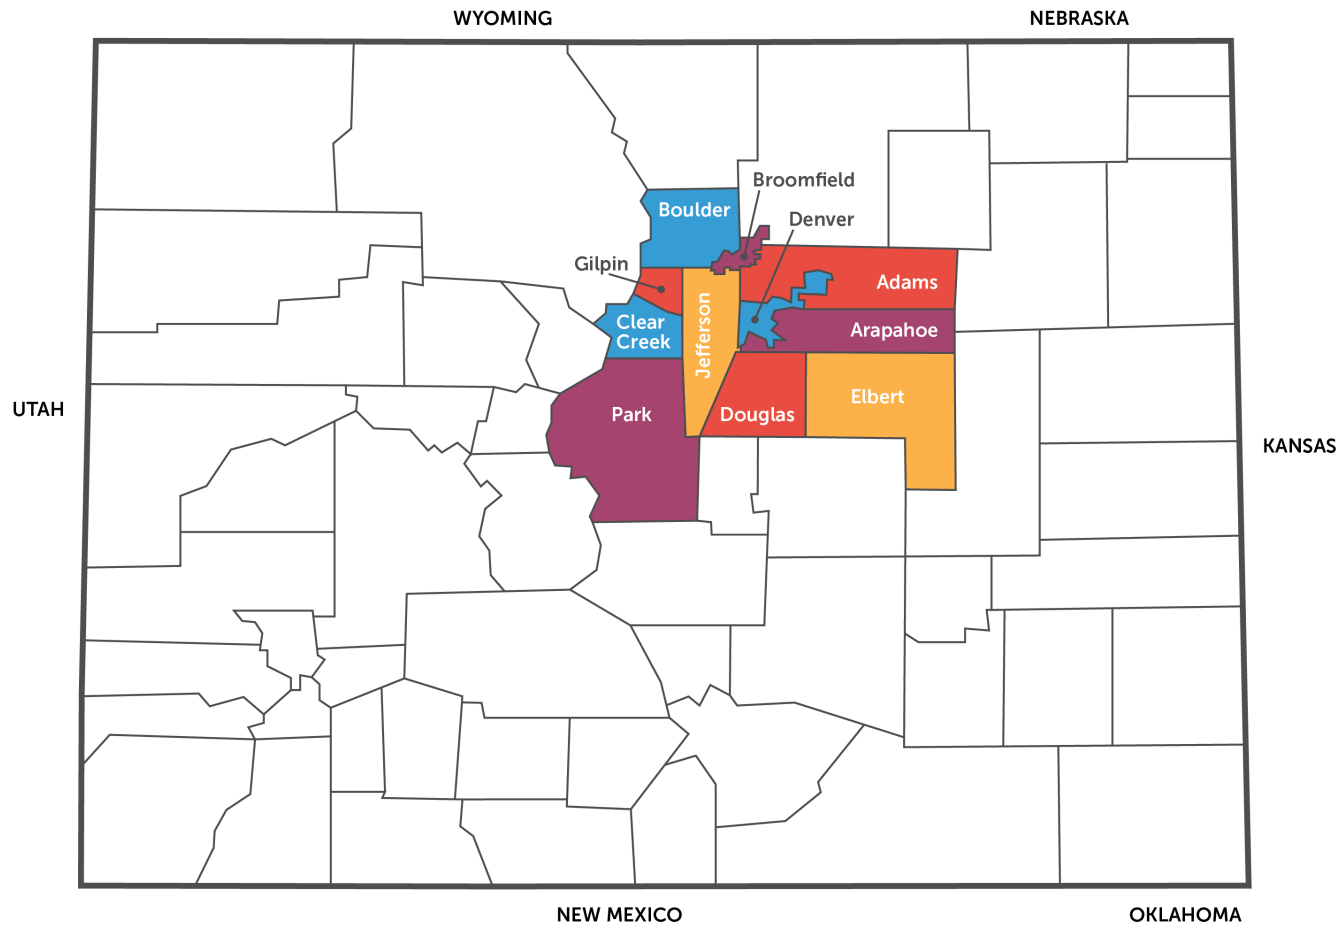 WYOMING
NEBRASKA
Broomfield
Boulder
Denver
Gilpin
Adams
Jefferson
Clear
Creek
Arapahoe
Park
Douglas
Elbert
UTAH
KANSAS
NEW MEXICO
OKLAHOMA